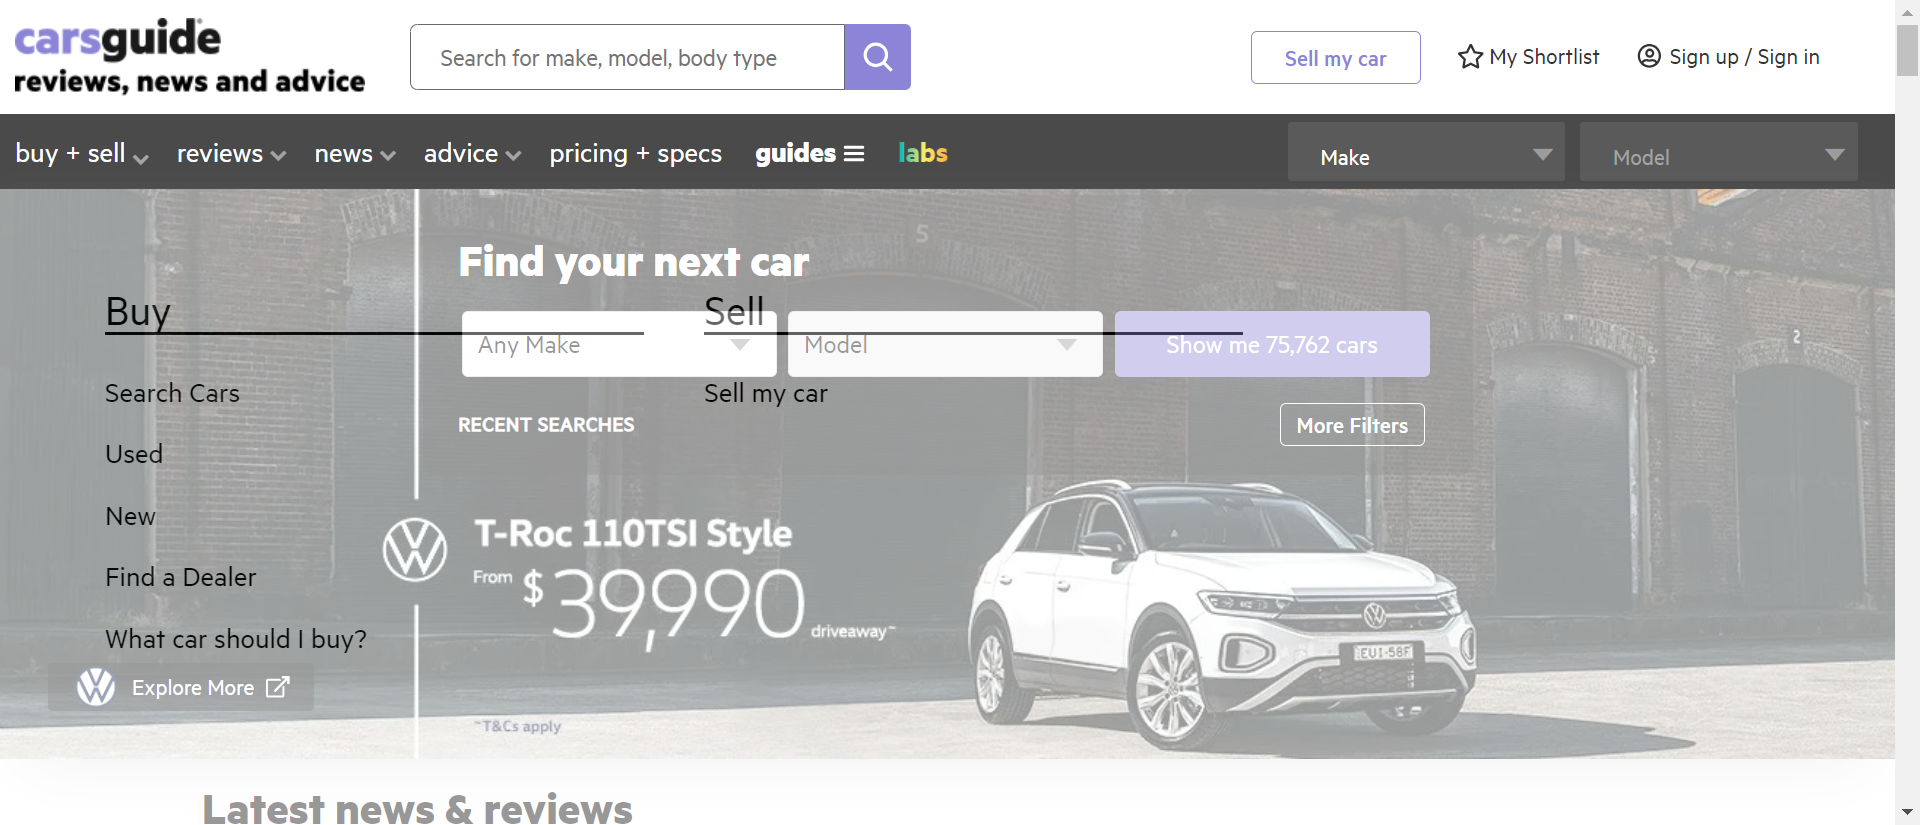 carsguide
reviews, news and advice
Search for make, model, body type
Sell my car
My Shortlist
Sign up / Sign in
buy + sell
reviews
news
advice
pricing + specs
guides
labs
Make
Model
5
Find your next car
Buy
Sell
2
Any Make
Model
Show me 75,762 cars
Search Cars
Sell my car
RECENT SEARCHES
More Filters
Used
New
T-Roc 110TSI Style
Find a Dealer
From $39,990 driveaway~
What car should I buy?
EVI·58F
Explore More
~T&Cs apply
Latest news & reviews